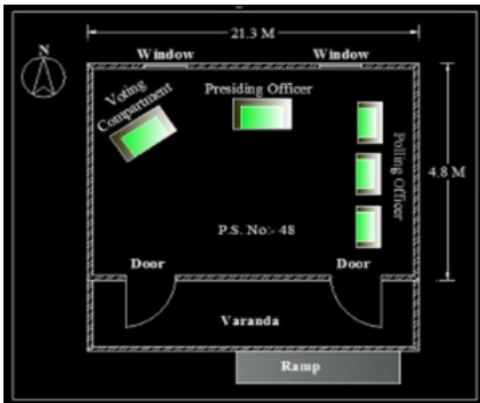 21.3 M
N
Window
Window
Voting
Compartment
Presiding Officer
Polling Officer
4.8 M
P.S. No:- 48
Door
Door
Varanda
Ramp